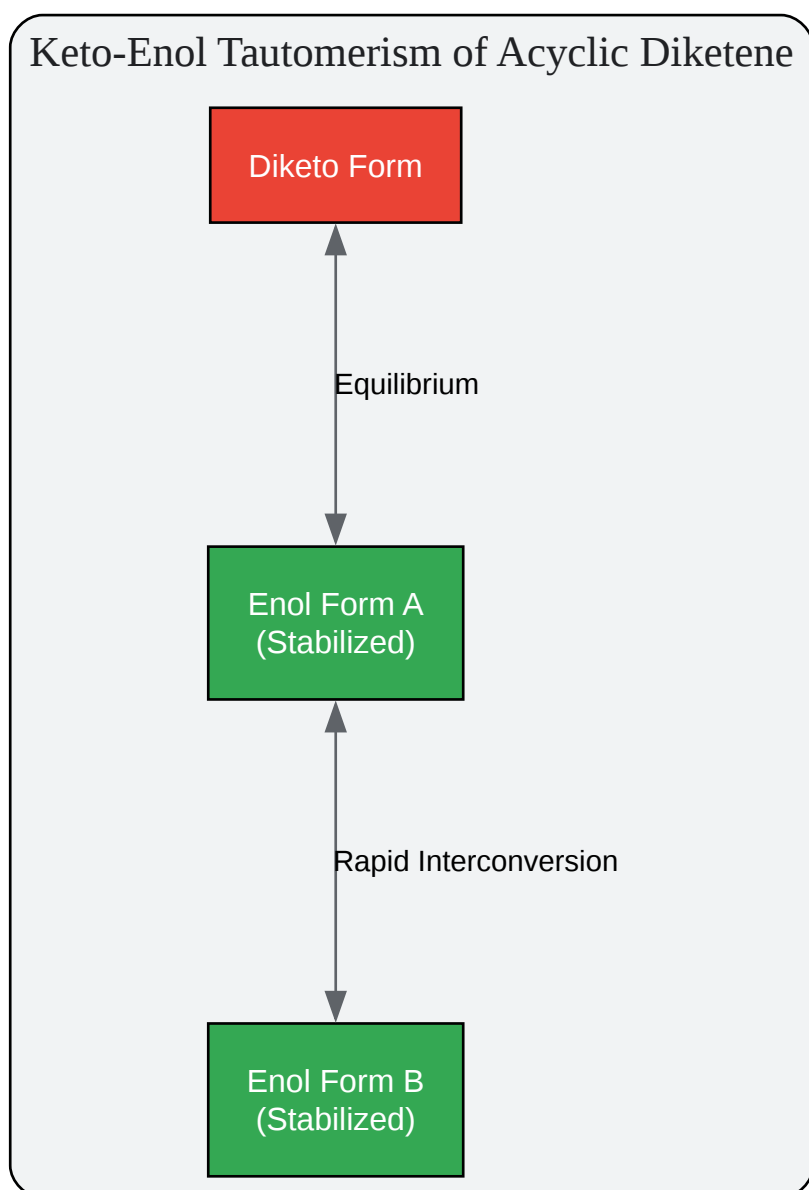 Keto-Enol Tautomerism of Acyclic Diketene
Diketo Form
Equilibrium
Enol Form A
(Stabilized)
Rapid Interconversion
Enol Form B
(Stabilized)